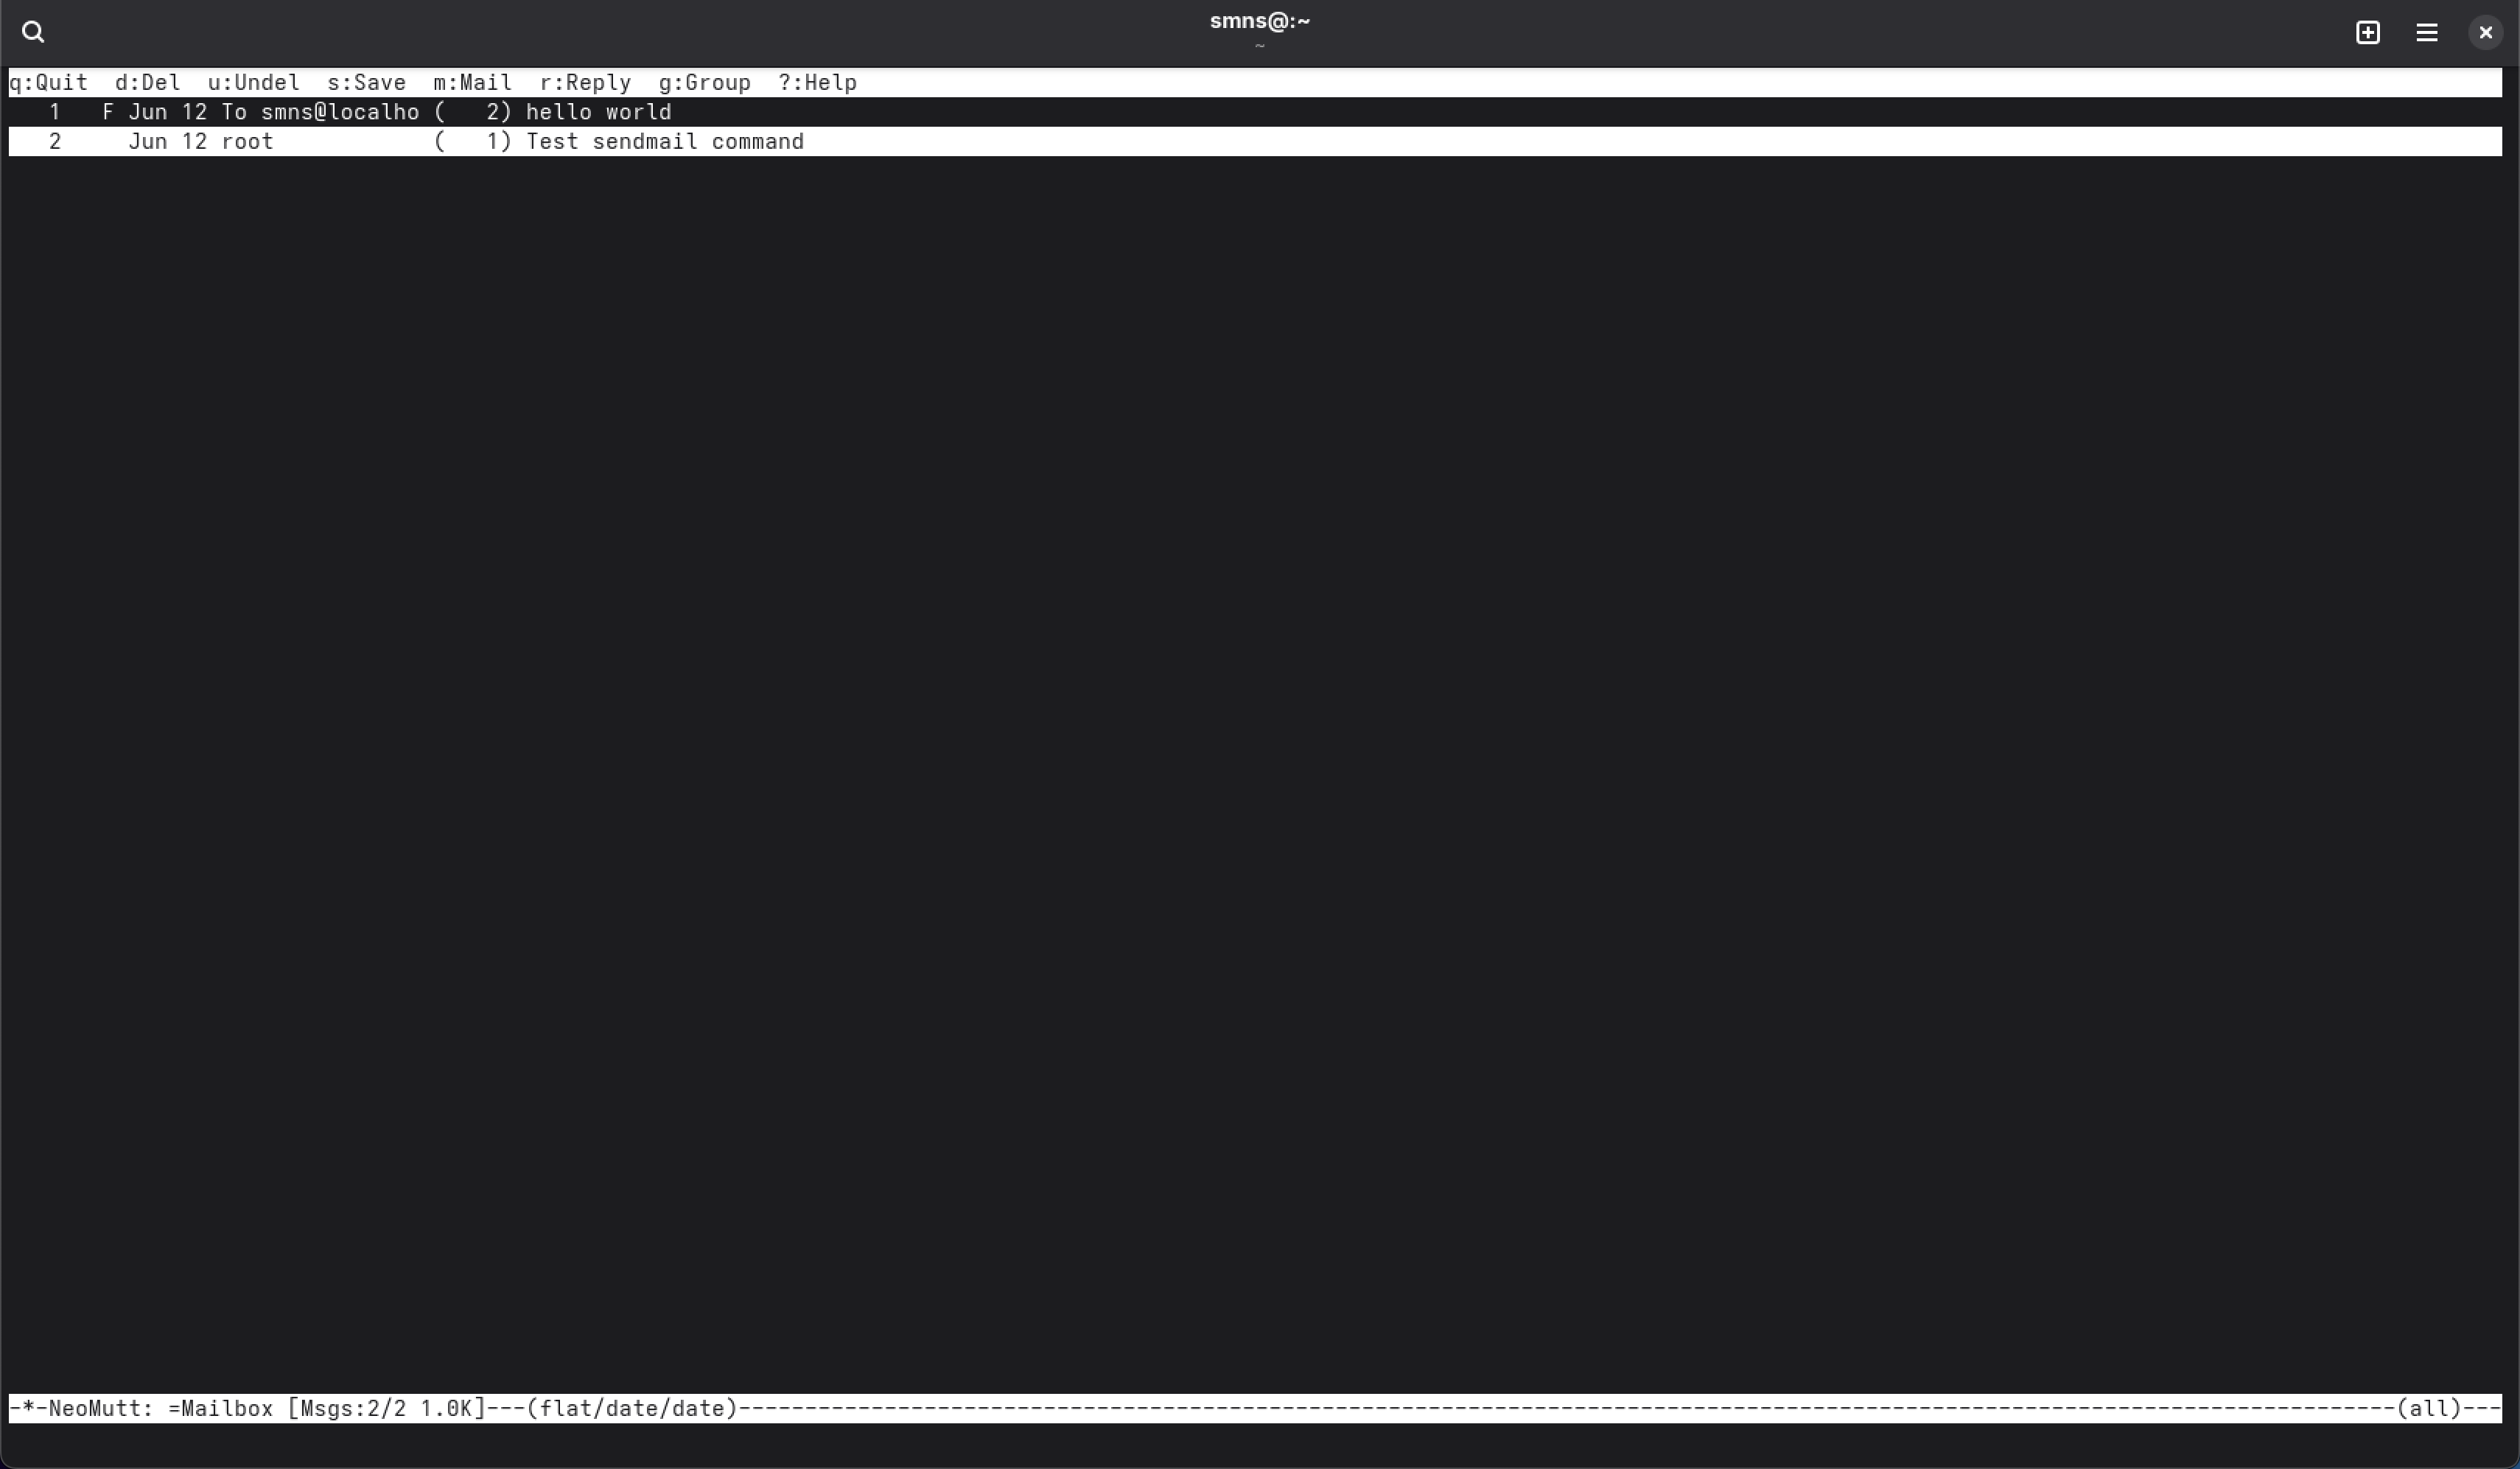 smns@:~
~
q:Quit  d:Del  u:Undel  s:Save  m:Mail  r:Reply  g:Group  ?:Help
   1   F Jun 12 To smns@localho (   2) hello world
   2     Jun 12 root            (   1) Test sendmail command
-*-NeoMutt: =Mailbox [Msgs:2/2 1.0K]---(flat/date/date)-----------------------------------------------------------------------------------------------------------------------------(all)---